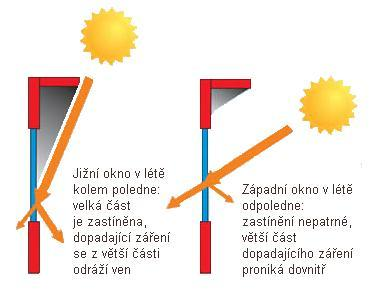 Jižní okno v létě
kolem poledne:
velká část
je zastíněna,
dopadající záření
se z větší části
odráží ven
Západní okno v létě
odpoledne:
zastínění nepatrné,
větší část
dopadajícího záření
proniká dovnitř